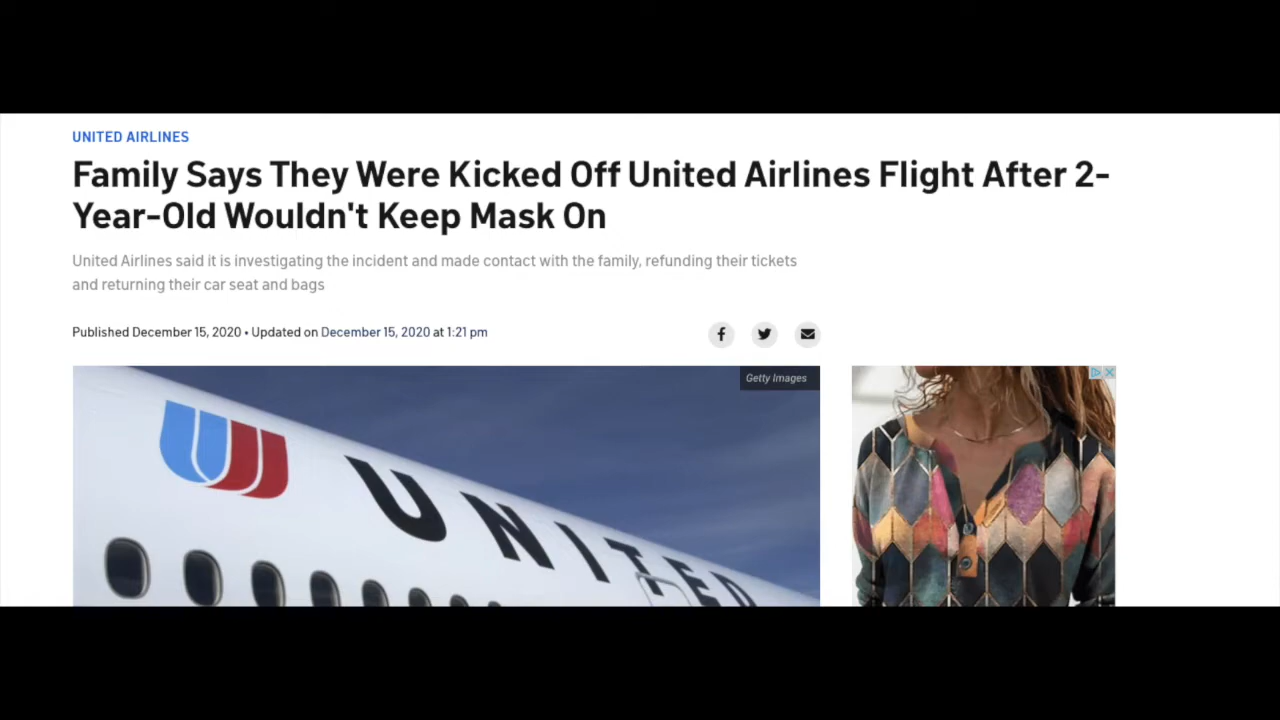 UNITED AIRLINES
Family Says They Were Kicked Off United Airlines Flight After 2-
Year-Old Wouldn't Keep Mask On
United Airlines said it is investigating the incident and made contact with the family, refunding their tickets
and returning their car seat and bags
Published December 15, 2020 • Updated on December 15, 2020 at 1:21 pm
Getty Images
UNITED